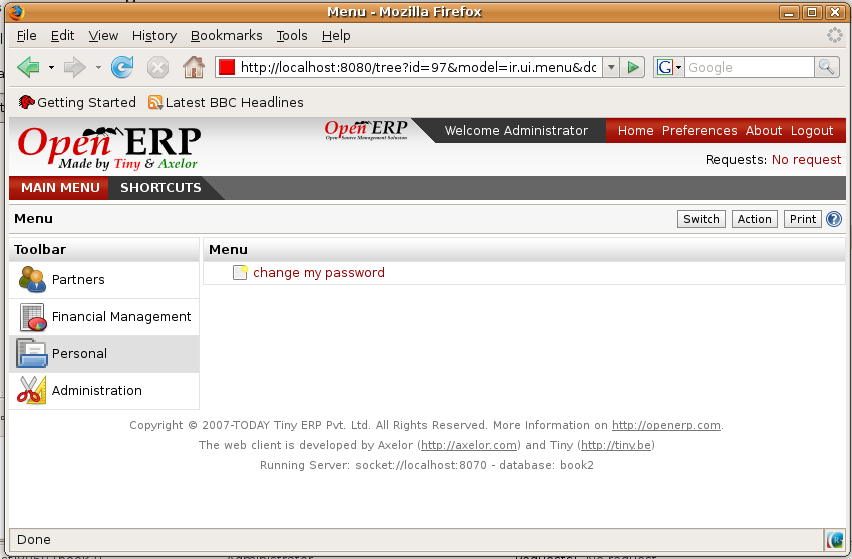 Menu - Mozilla Firefox
File Edit View History Bookmarks Tools Help
http://localhost:8080/tree?id=97&model=ir.ui.menu&dc
G Google
Getting Started Latest BBC Headlines
Open ERP
Made by Tiny & Axelor
Open ERP
Open Source Management Solution
Welcome Administrator
Home Preferences About Logout
Requests: No request
MAIN MENU SHORTCUTS
Menu
Switch Action Print ?
Toolbar
Partners
Financial Management
Personal
Administration
Menu
change my password
Copyright © 2007-TODAY Tiny ERP Pvt. Ltd. All Rights Reserved. More Information on http://openerp.com.
The web client is developed by Axelor (http://axelor.com) and Tiny (http://tiny.be)
Running Server: socket://localhost:8070 - database: book2
Done